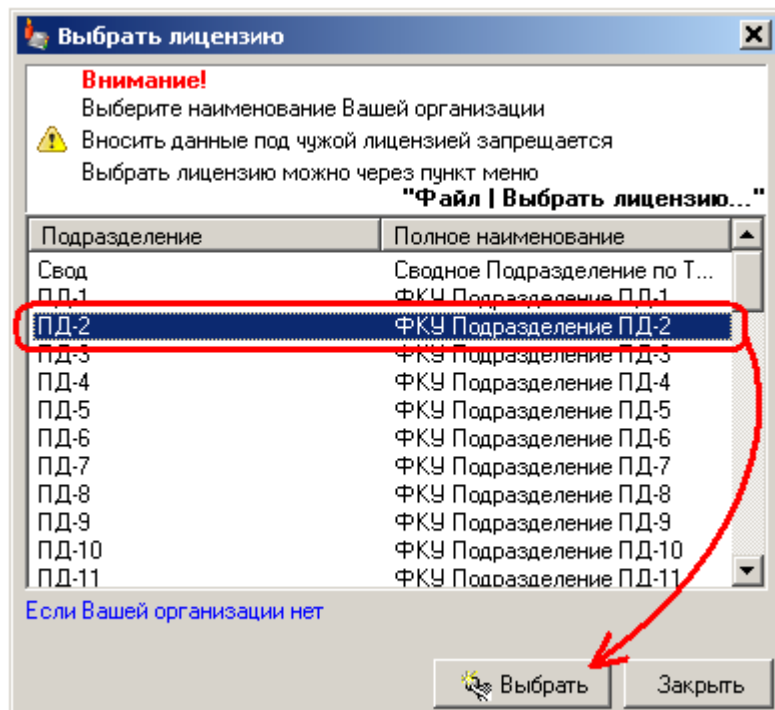 Выбрать лицензию
Внимание!
Выберите наименование Вашей организации
Вносить данные под чужой лицензией запрещается
Выбрать лицензию можно через пункт меню
"Файл | Выбрать лицензию..."
Подразделение Полное наименование
Свод Сводное Подразделение по Т...
ПД-1 ФКУ Подразделение ПД-1
ПД-2 ФКУ Подразделение ПД-2
ПД-3 ФКУ Подразделение ПД-3
ПД-4 ФКУ Подразделение ПД-4
ПД-5 ФКУ Подразделение ПД-5
ПД-6 ФКУ Подразделение ПД-6
ПД-7 ФКУ Подразделение ПД-7
ПД-8 ФКУ Подразделение ПД-8
ПД-9 ФКУ Подразделение ПД-9
ПД-10 ФКУ Подразделение ПД-10
ПД-11 ФКУ Подразделение ПД-11
Если Вашей организации нет
Выбрать Закрыть